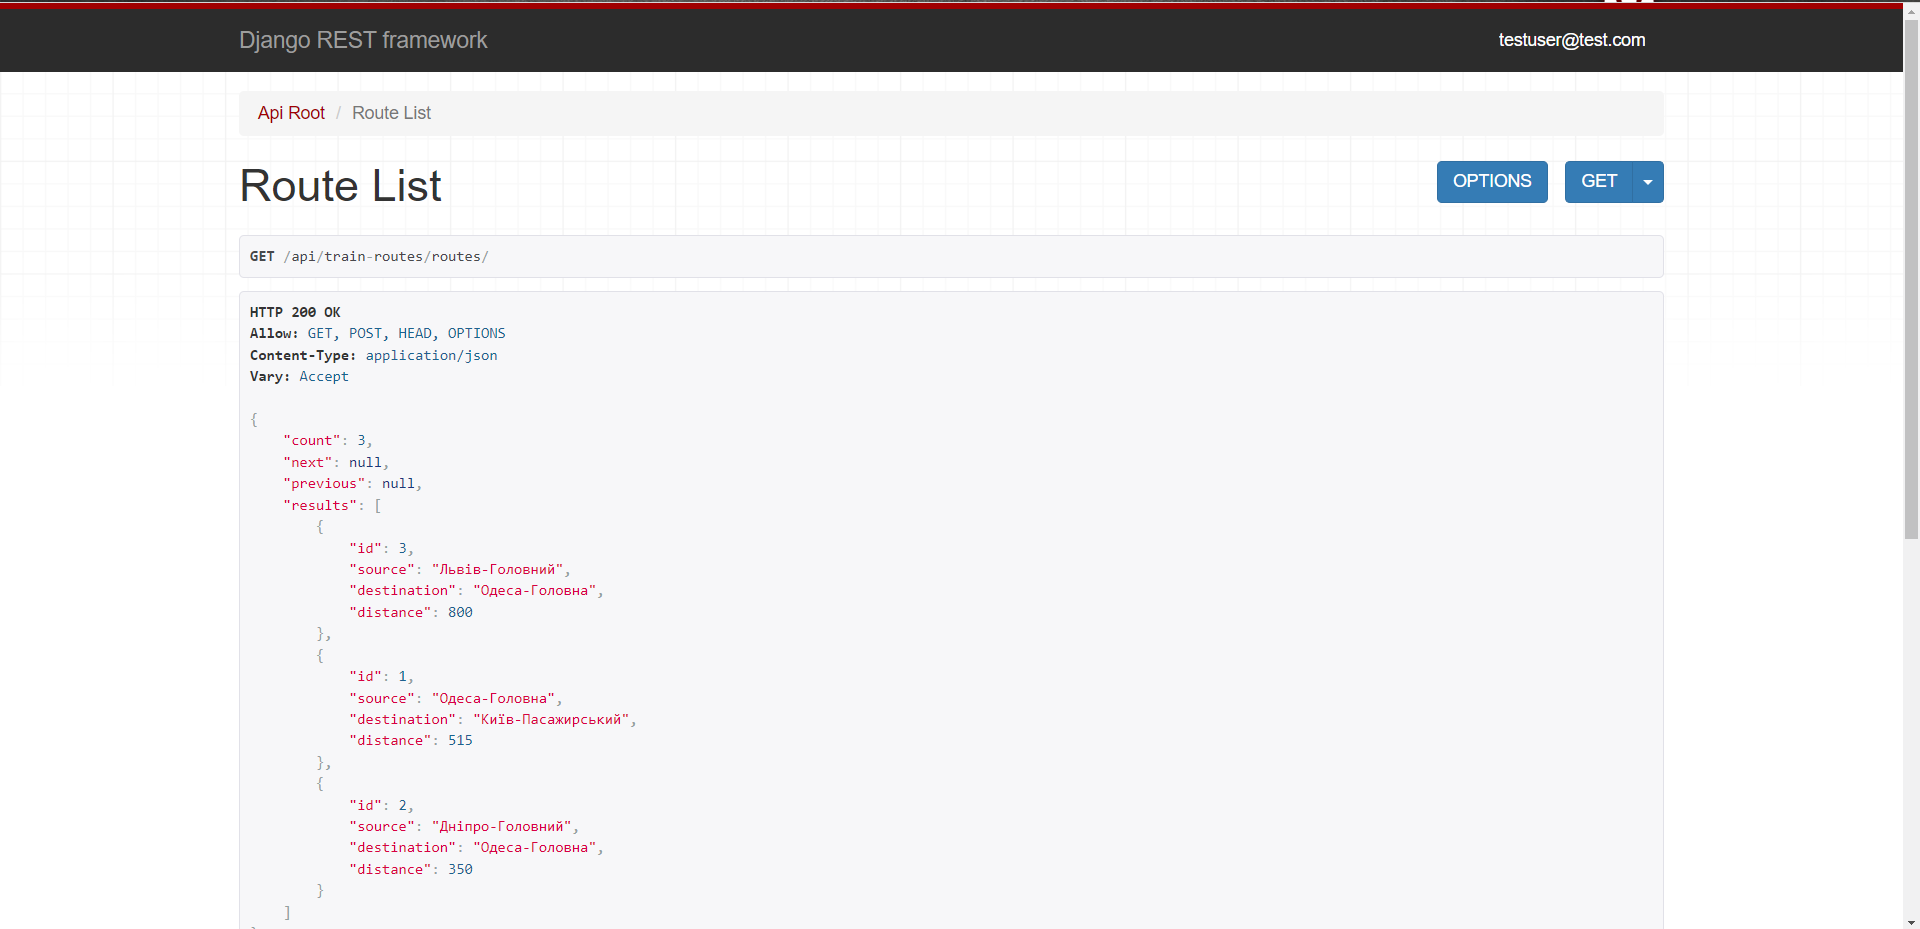 Django REST framework
testuser@test.com
Api Root / Route List
Route List
OPTIONS
GET
GET /api/train-routes/routes/
HTTP 200 OK
Allow: GET, POST, HEAD, OPTIONS
Content-Type: application/json
Vary: Accept
{
"count": 3,
"next": null,
"previous": null,
"results": [
{
"id": 3,
"source": "Львів-Головний",
"destination": "Одеса-Головна",
"distance": 800
},
{
"id": 1,
"source": "Одеса-Головна",
"destination": "Київ-Пасажирський",
"distance": 515
},
{
"id": 2,
"source": "Дніпро-Головний",
"destination": "Одеса-Головна",
"distance": 350
}
]